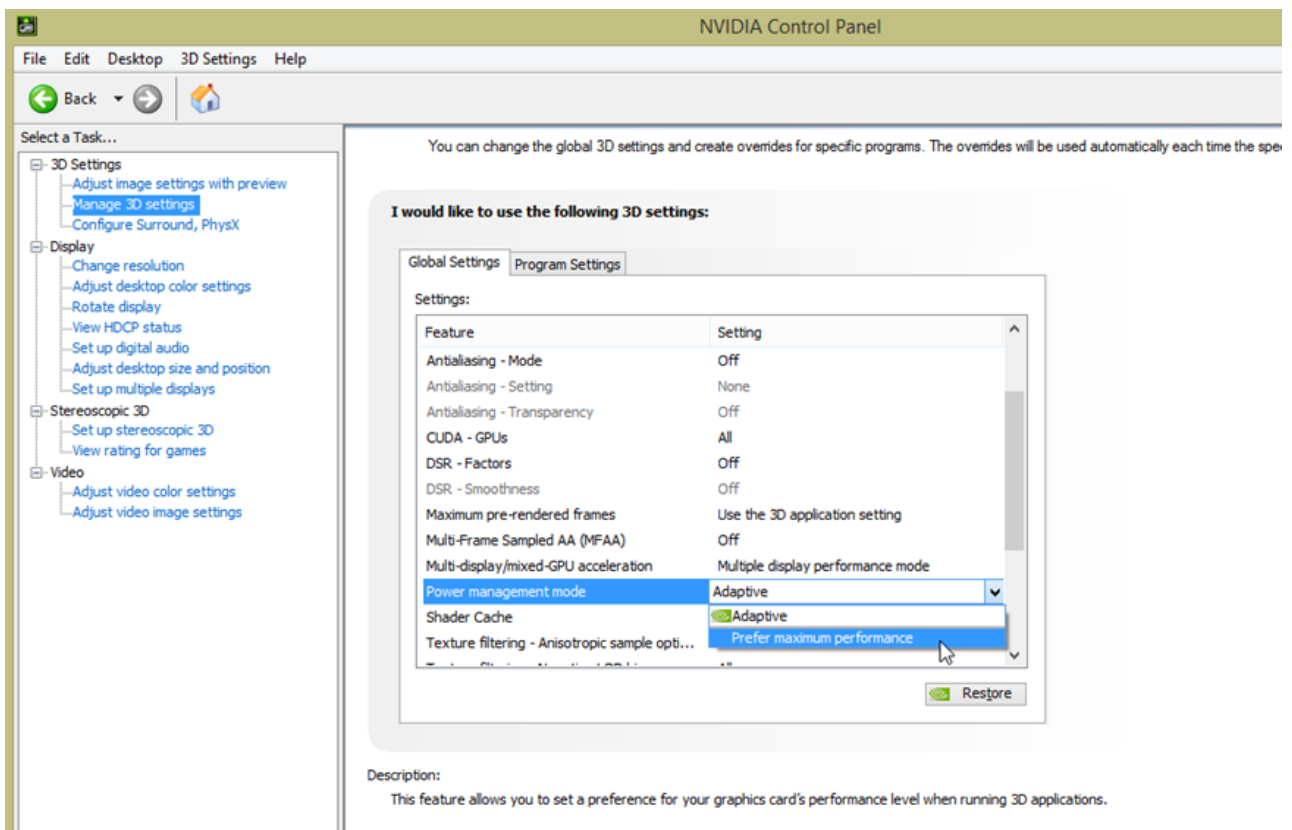 NVIDIA Control Panel
File Edit Desktop 3D Settings Help
Back
Select a Task...
3D Settings
Adjust image settings with preview
Manage 3D settings
Configure Surround, PhysX
Display
Change resolution
Adjust desktop color settings
Rotate display
View HDCP status
Set up digital audio
Adjust desktop size and position
Set up multiple displays
Stereoscopic 3D
Set up stereoscopic 3D
View rating for games
Video
Adjust video color settings
Adjust video image settings
You can change the global 3D settings and create overrides for specific programs. The overrides will be used automatically each time the spe
I would like to use the following 3D settings:
Global Settings Program Settings
Settings:
Feature Setting
Antialiasing - Mode Off
Antialiasing - Setting None
Antialiasing - Transparency Off
CUDA - GPUs All
DSR - Factors Off
DSR - Smoothness Off
Maximum pre-rendered frames Use the 3D application setting
Multi-Frame Sampled AA (MFAA) Off
Multi-display/mixed-GPU acceleration Multiple display performance mode
Power management mode Adaptive
Shader Cache Adaptive
Texture filtering - Anisotropic sample opti... Prefer maximum performance
Restore
Description:
This feature allows you to set a preference for your graphics card's performance level when running 3D applications.